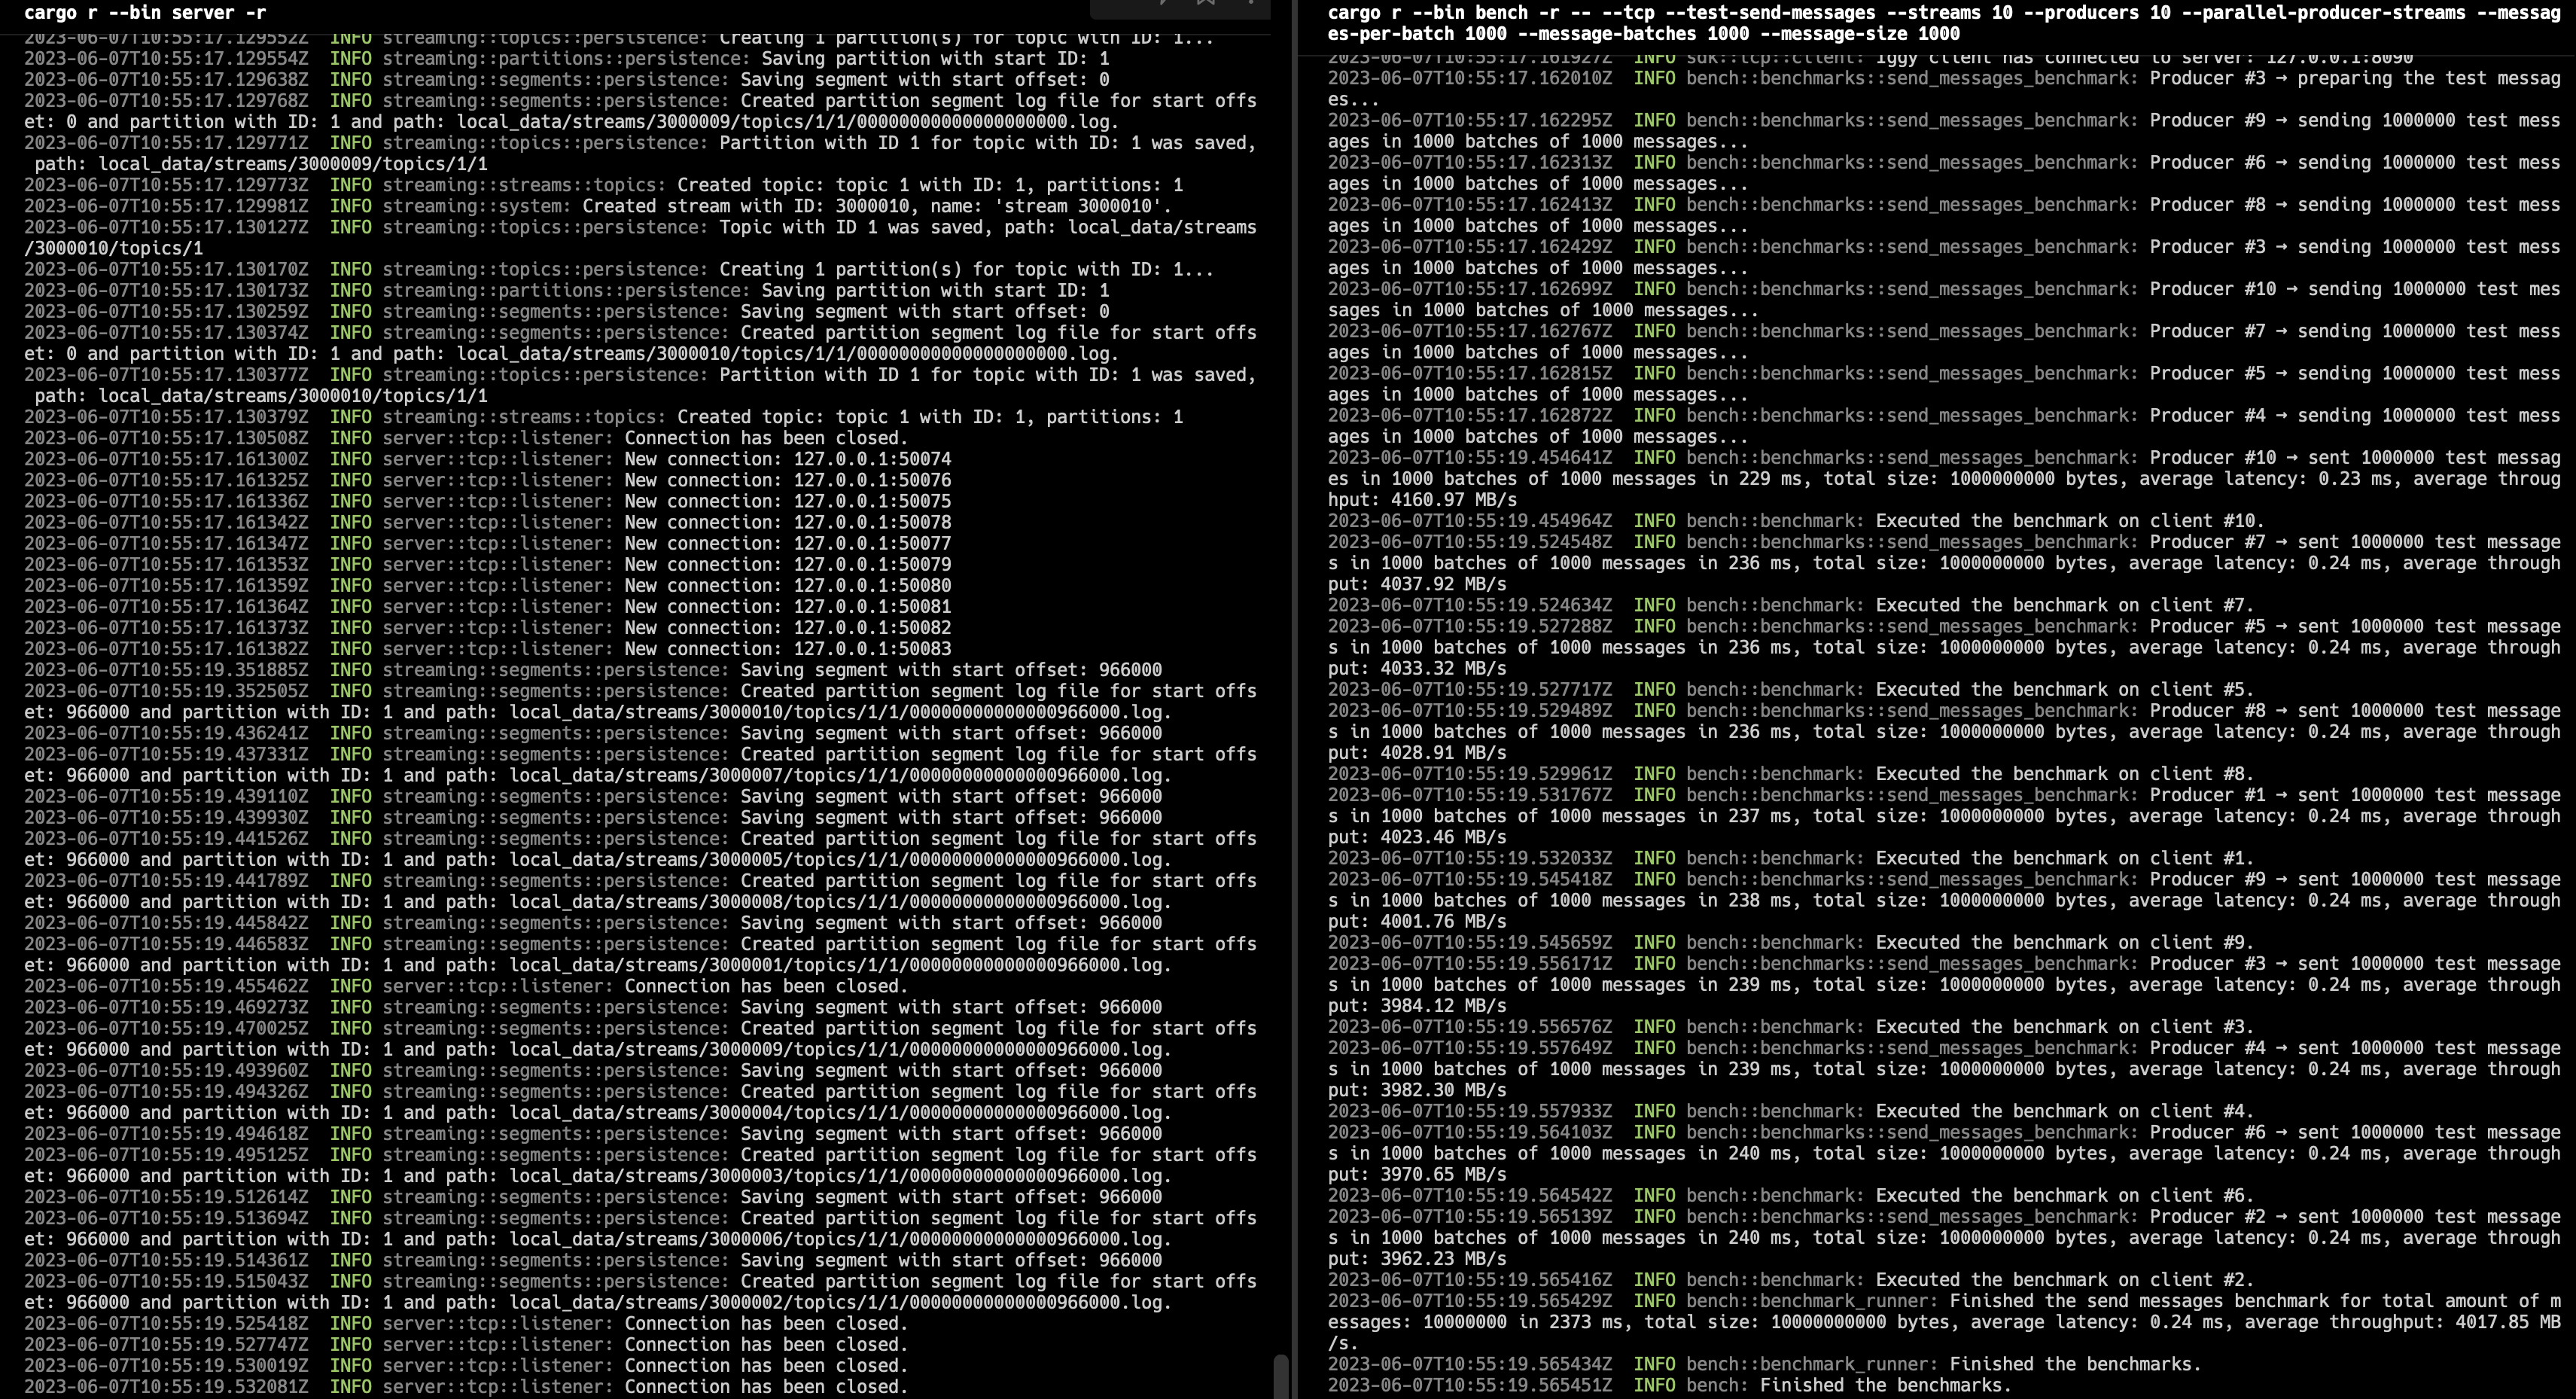 cargo r --bin server -r
2023-06-07T10:55:17.129552Z  INFO streaming::topics::persistence: Creating 1 partition(s) for topic with ID: 1...
2023-06-07T10:55:17.129554Z  INFO streaming::partitions::persistence: Saving partition with start ID: 1
2023-06-07T10:55:17.129638Z  INFO streaming::segments::persistence: Saving segment with start offset: 0
2023-06-07T10:55:17.129768Z  INFO streaming::segments::persistence: Created partition segment log file for start offs
et: 0 and partition with ID: 1 and path: local_data/streams/3000009/topics/1/1/00000000000000000000.log.
2023-06-07T10:55:17.129771Z  INFO streaming::topics::persistence: Partition with ID 1 for topic with ID: 1 was saved,
 path: local_data/streams/3000009/topics/1/1
2023-06-07T10:55:17.129773Z  INFO streaming::streams::topics: Created topic: topic 1 with ID: 1, partitions: 1
2023-06-07T10:55:17.129981Z  INFO streaming::system: Created stream with ID: 3000010, name: 'stream 3000010'.
2023-06-07T10:55:17.130127Z  INFO streaming::topics::persistence: Topic with ID 1 was saved, path: local_data/streams
/3000010/topics/1
2023-06-07T10:55:17.130170Z  INFO streaming::topics::persistence: Creating 1 partition(s) for topic with ID: 1...
2023-06-07T10:55:17.130173Z  INFO streaming::partitions::persistence: Saving partition with start ID: 1
2023-06-07T10:55:17.130259Z  INFO streaming::segments::persistence: Saving segment with start offset: 0
2023-06-07T10:55:17.130374Z  INFO streaming::segments::persistence: Created partition segment log file for start offs
et: 0 and partition with ID: 1 and path: local_data/streams/3000010/topics/1/1/00000000000000000000.log.
2023-06-07T10:55:17.130377Z  INFO streaming::topics::persistence: Partition with ID 1 for topic with ID: 1 was saved,
 path: local_data/streams/3000010/topics/1/1
2023-06-07T10:55:17.130379Z  INFO streaming::streams::topics: Created topic: topic 1 with ID: 1, partitions: 1
2023-06-07T10:55:17.130508Z  INFO server::tcp::listener: Connection has been closed.
2023-06-07T10:55:17.161300Z  INFO server::tcp::listener: New connection: 127.0.0.1:50074
2023-06-07T10:55:17.161325Z  INFO server::tcp::listener: New connection: 127.0.0.1:50076
2023-06-07T10:55:17.161336Z  INFO server::tcp::listener: New connection: 127.0.0.1:50075
2023-06-07T10:55:17.161342Z  INFO server::tcp::listener: New connection: 127.0.0.1:50078
2023-06-07T10:55:17.161347Z  INFO server::tcp::listener: New connection: 127.0.0.1:50077
2023-06-07T10:55:17.161353Z  INFO server::tcp::listener: New connection: 127.0.0.1:50079
2023-06-07T10:55:17.161359Z  INFO server::tcp::listener: New connection: 127.0.0.1:50080
2023-06-07T10:55:17.161364Z  INFO server::tcp::listener: New connection: 127.0.0.1:50081
2023-06-07T10:55:17.161373Z  INFO server::tcp::listener: New connection: 127.0.0.1:50082
2023-06-07T10:55:17.161382Z  INFO server::tcp::listener: New connection: 127.0.0.1:50083
2023-06-07T10:55:19.351885Z  INFO streaming::segments::persistence: Saving segment with start offset: 966000
2023-06-07T10:55:19.352505Z  INFO streaming::segments::persistence: Created partition segment log file for start offs
et: 966000 and partition with ID: 1 and path: local_data/streams/3000010/topics/1/1/00000000000000966000.log.
2023-06-07T10:55:19.436241Z  INFO streaming::segments::persistence: Saving segment with start offset: 966000
2023-06-07T10:55:19.437331Z  INFO streaming::segments::persistence: Created partition segment log file for start offs
et: 966000 and partition with ID: 1 and path: local_data/streams/3000007/topics/1/1/00000000000000966000.log.
2023-06-07T10:55:19.439110Z  INFO streaming::segments::persistence: Saving segment with start offset: 966000
2023-06-07T10:55:19.439930Z  INFO streaming::segments::persistence: Saving segment with start offset: 966000
2023-06-07T10:55:19.441526Z  INFO streaming::segments::persistence: Created partition segment log file for start offs
et: 966000 and partition with ID: 1 and path: local_data/streams/3000005/topics/1/1/00000000000000966000.log.
2023-06-07T10:55:19.441789Z  INFO streaming::segments::persistence: Created partition segment log file for start offs
et: 966000 and partition with ID: 1 and path: local_data/streams/3000008/topics/1/1/00000000000000966000.log.
2023-06-07T10:55:19.445842Z  INFO streaming::segments::persistence: Saving segment with start offset: 966000
2023-06-07T10:55:19.446583Z  INFO streaming::segments::persistence: Created partition segment log file for start offs
et: 966000 and partition with ID: 1 and path: local_data/streams/3000001/topics/1/1/00000000000000966000.log.
2023-06-07T10:55:19.455462Z  INFO server::tcp::listener: Connection has been closed.
2023-06-07T10:55:19.469273Z  INFO streaming::segments::persistence: Saving segment with start offset: 966000
2023-06-07T10:55:19.470025Z  INFO streaming::segments::persistence: Created partition segment log file for start offs
et: 966000 and partition with ID: 1 and path: local_data/streams/3000009/topics/1/1/00000000000000966000.log.
2023-06-07T10:55:19.493960Z  INFO streaming::segments::persistence: Saving segment with start offset: 966000
2023-06-07T10:55:19.494326Z  INFO streaming::segments::persistence: Created partition segment log file for start offs
et: 966000 and partition with ID: 1 and path: local_data/streams/3000004/topics/1/1/00000000000000966000.log.
2023-06-07T10:55:19.494618Z  INFO streaming::segments::persistence: Saving segment with start offset: 966000
2023-06-07T10:55:19.495125Z  INFO streaming::segments::persistence: Created partition segment log file for start offs
et: 966000 and partition with ID: 1 and path: local_data/streams/3000003/topics/1/1/00000000000000966000.log.
2023-06-07T10:55:19.512614Z  INFO streaming::segments::persistence: Saving segment with start offset: 966000
2023-06-07T10:55:19.513694Z  INFO streaming::segments::persistence: Created partition segment log file for start offs
et: 966000 and partition with ID: 1 and path: local_data/streams/3000006/topics/1/1/00000000000000966000.log.
2023-06-07T10:55:19.514361Z  INFO streaming::segments::persistence: Saving segment with start offset: 966000
2023-06-07T10:55:19.515043Z  INFO streaming::segments::persistence: Created partition segment log file for start offs
et: 966000 and partition with ID: 1 and path: local_data/streams/3000002/topics/1/1/00000000000000966000.log.
2023-06-07T10:55:19.525418Z  INFO server::tcp::listener: Connection has been closed.
2023-06-07T10:55:19.527747Z  INFO server::tcp::listener: Connection has been closed.
2023-06-07T10:55:19.530019Z  INFO server::tcp::listener: Connection has been closed.
2023-06-07T10:55:19.532081Z  INFO server::tcp::listener: Connection has been closed.
cargo r --bin bench -r -- --tcp --test-send-messages --streams 10 --producers 10 --parallel-producer-streams --messag
es-per-batch 1000 --message-batches 1000 --message-size 1000
2023-06-07T10:55:17.161927Z  INFO sdk::tcp::client: Iggy client has connected to server: 127.0.0.1:8090
2023-06-07T10:55:17.162010Z  INFO bench::benchmarks::send_messages_benchmark: Producer #3 → preparing the test messag
es...
2023-06-07T10:55:17.162295Z  INFO bench::benchmarks::send_messages_benchmark: Producer #9 → sending 1000000 test mess
ages in 1000 batches of 1000 messages...
2023-06-07T10:55:17.162313Z  INFO bench::benchmarks::send_messages_benchmark: Producer #6 → sending 1000000 test mess
ages in 1000 batches of 1000 messages...
2023-06-07T10:55:17.162413Z  INFO bench::benchmarks::send_messages_benchmark: Producer #8 → sending 1000000 test mess
ages in 1000 batches of 1000 messages...
2023-06-07T10:55:17.162429Z  INFO bench::benchmarks::send_messages_benchmark: Producer #3 → sending 1000000 test mess
ages in 1000 batches of 1000 messages...
2023-06-07T10:55:17.162699Z  INFO bench::benchmarks::send_messages_benchmark: Producer #10 → sending 1000000 test mes
sages in 1000 batches of 1000 messages...
2023-06-07T10:55:17.162767Z  INFO bench::benchmarks::send_messages_benchmark: Producer #7 → sending 1000000 test mess
ages in 1000 batches of 1000 messages...
2023-06-07T10:55:17.162815Z  INFO bench::benchmarks::send_messages_benchmark: Producer #5 → sending 1000000 test mess
ages in 1000 batches of 1000 messages...
2023-06-07T10:55:17.162872Z  INFO bench::benchmarks::send_messages_benchmark: Producer #4 → sending 1000000 test mess
ages in 1000 batches of 1000 messages...
2023-06-07T10:55:19.454641Z  INFO bench::benchmarks::send_messages_benchmark: Producer #10 → sent 1000000 test messag
es in 1000 batches of 1000 messages in 229 ms, total size: 1000000000 bytes, average latency: 0.23 ms, average throug
hput: 4160.97 MB/s
2023-06-07T10:55:19.454964Z  INFO bench::benchmark: Executed the benchmark on client #10.
2023-06-07T10:55:19.524548Z  INFO bench::benchmarks::send_messages_benchmark: Producer #7 → sent 1000000 test message
s in 1000 batches of 1000 messages in 236 ms, total size: 1000000000 bytes, average latency: 0.24 ms, average through
put: 4037.92 MB/s
2023-06-07T10:55:19.524634Z  INFO bench::benchmark: Executed the benchmark on client #7.
2023-06-07T10:55:19.527288Z  INFO bench::benchmarks::send_messages_benchmark: Producer #5 → sent 1000000 test message
s in 1000 batches of 1000 messages in 236 ms, total size: 1000000000 bytes, average latency: 0.24 ms, average through
put: 4033.32 MB/s
2023-06-07T10:55:19.527717Z  INFO bench::benchmark: Executed the benchmark on client #5.
2023-06-07T10:55:19.529489Z  INFO bench::benchmarks::send_messages_benchmark: Producer #8 → sent 1000000 test message
s in 1000 batches of 1000 messages in 236 ms, total size: 1000000000 bytes, average latency: 0.24 ms, average through
put: 4028.91 MB/s
2023-06-07T10:55:19.529961Z  INFO bench::benchmark: Executed the benchmark on client #8.
2023-06-07T10:55:19.531767Z  INFO bench::benchmarks::send_messages_benchmark: Producer #1 → sent 1000000 test message
s in 1000 batches of 1000 messages in 237 ms, total size: 1000000000 bytes, average latency: 0.24 ms, average through
put: 4023.46 MB/s
2023-06-07T10:55:19.532033Z  INFO bench::benchmark: Executed the benchmark on client #1.
2023-06-07T10:55:19.545418Z  INFO bench::benchmarks::send_messages_benchmark: Producer #9 → sent 1000000 test message
s in 1000 batches of 1000 messages in 238 ms, total size: 1000000000 bytes, average latency: 0.24 ms, average through
put: 4001.76 MB/s
2023-06-07T10:55:19.545659Z  INFO bench::benchmark: Executed the benchmark on client #9.
2023-06-07T10:55:19.556171Z  INFO bench::benchmarks::send_messages_benchmark: Producer #3 → sent 1000000 test message
s in 1000 batches of 1000 messages in 239 ms, total size: 1000000000 bytes, average latency: 0.24 ms, average through
put: 3984.12 MB/s
2023-06-07T10:55:19.556576Z  INFO bench::benchmark: Executed the benchmark on client #3.
2023-06-07T10:55:19.557649Z  INFO bench::benchmarks::send_messages_benchmark: Producer #4 → sent 1000000 test message
s in 1000 batches of 1000 messages in 239 ms, total size: 1000000000 bytes, average latency: 0.24 ms, average through
put: 3982.30 MB/s
2023-06-07T10:55:19.557933Z  INFO bench::benchmark: Executed the benchmark on client #4.
2023-06-07T10:55:19.564103Z  INFO bench::benchmarks::send_messages_benchmark: Producer #6 → sent 1000000 test message
s in 1000 batches of 1000 messages in 240 ms, total size: 1000000000 bytes, average latency: 0.24 ms, average through
put: 3970.65 MB/s
2023-06-07T10:55:19.564542Z  INFO bench::benchmark: Executed the benchmark on client #6.
2023-06-07T10:55:19.565139Z  INFO bench::benchmarks::send_messages_benchmark: Producer #2 → sent 1000000 test message
s in 1000 batches of 1000 messages in 240 ms, total size: 1000000000 bytes, average latency: 0.24 ms, average through
put: 3962.23 MB/s
2023-06-07T10:55:19.565416Z  INFO bench::benchmark: Executed the benchmark on client #2.
2023-06-07T10:55:19.565429Z  INFO bench::benchmark_runner: Finished the send messages benchmark for total amount of m
essages: 10000000 in 2373 ms, total size: 10000000000 bytes, average latency: 0.24 ms, average throughput: 4017.85 MB
/s.
2023-06-07T10:55:19.565434Z  INFO bench::benchmark_runner: Finished the benchmarks.
2023-06-07T10:55:19.565451Z  INFO bench: Finished the benchmarks.